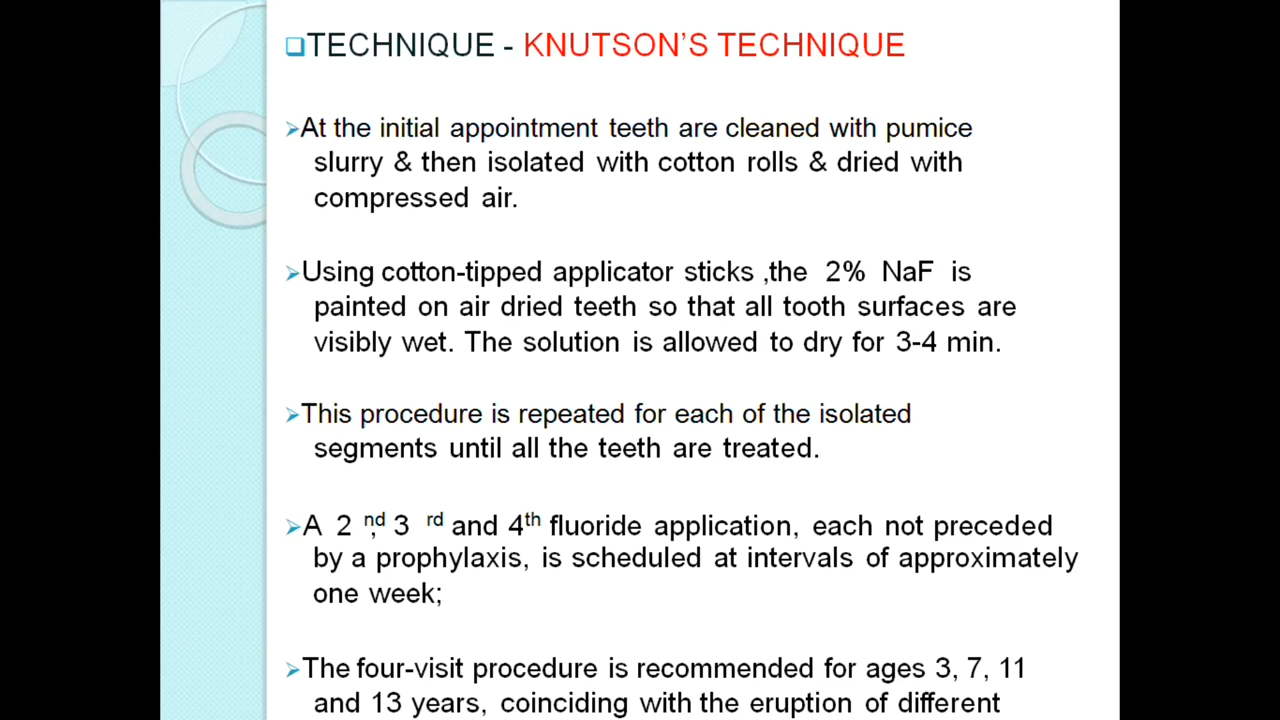 TECHNIQUE - KNUTSON'S TECHNIQUE
At the initial appointment teeth are cleaned with pumice
slurry & then isolated with cotton rolls & dried with
compressed air.
Using cotton-tipped applicator sticks ,the 2% NaF is
painted on air dried teeth so that all tooth surfaces are
visibly wet. The solution is allowed to dry for 3-4 min.
This procedure is repeated for each of the isolated
segments until all the teeth are treated.
A 2 nd, 3 rd and 4th fluoride application, each not preceded
by a prophylaxis, is scheduled at intervals of approximately
one week;
The four-visit procedure is recommended for ages 3, 7, 11
and 13 years, coinciding with the eruption of different